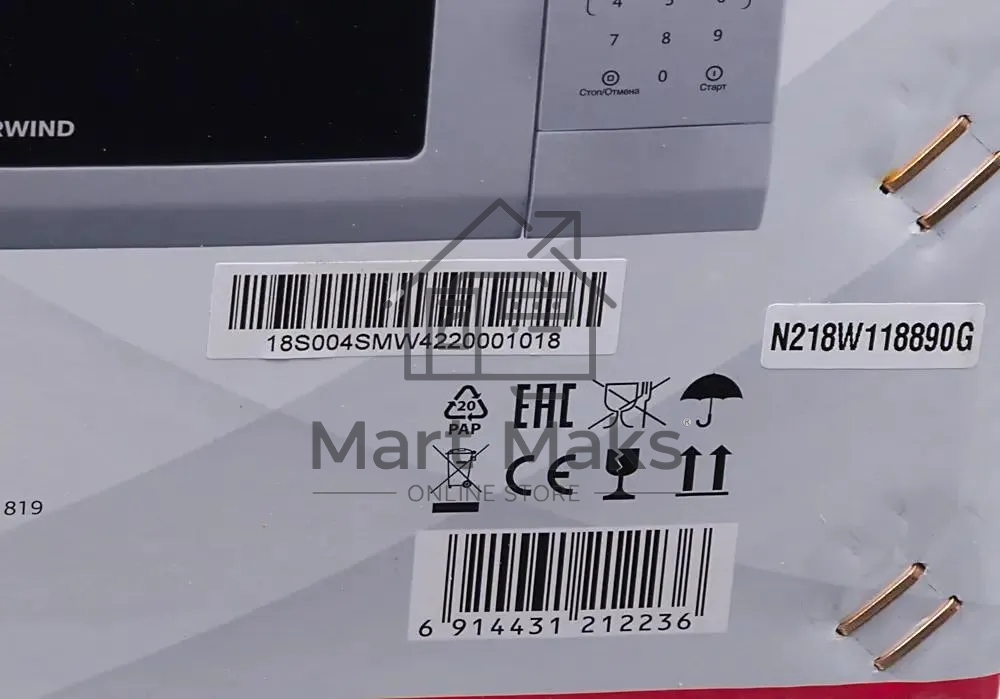 7 8 9
0
Стоп/Отмена
Старт
RWIND
18S004SMW4220001018
N218W118890G
20
PAP
EAC
Mart Maks
CE
ONLINE STORE
819
6 914431 212236